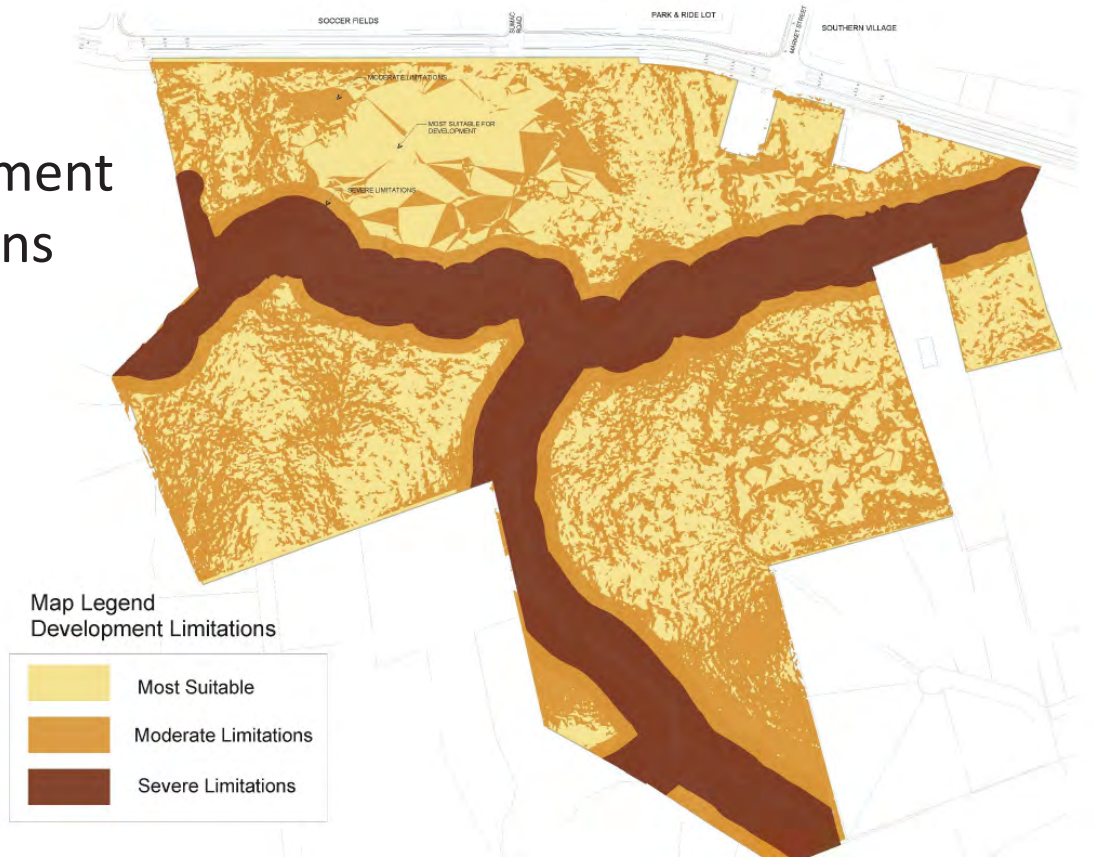 SOCCER FIELDS
SUMAC
ROAD
PARK & RIDE LOT
MARKET STREET
SOUTHERN VILLAGE
MODERATE LIMITATIONS
MOST SUITABLE FOR
DEVELOPMENT
SEVERE LIMITATIONS
ment
ns
Map Legend
Development Limitations
Most Suitable
Moderate Limitations
Severe Limitations